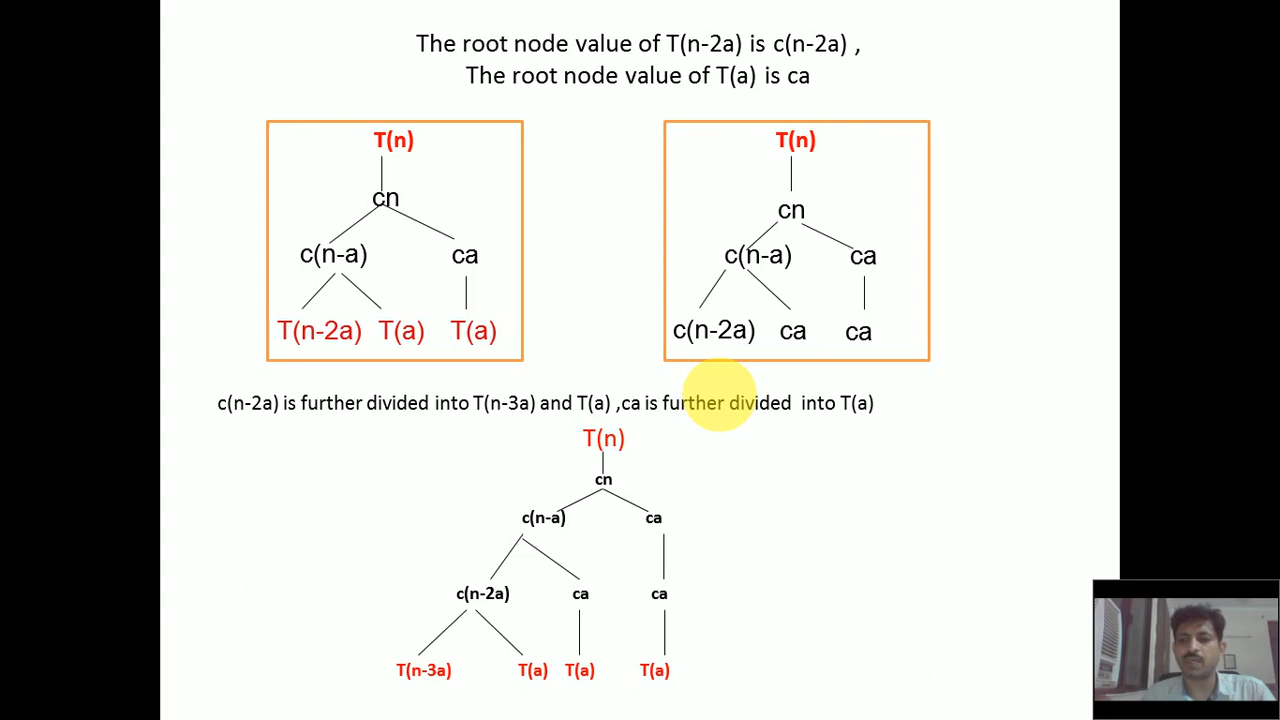 The root node value of T(n-2a) is c(n-2a) ,
The root node value of T(a) is ca
T(n)
cn
c(n-a) ca
T(n-2a) T(a) T(a)
T(n)
cn
c(n-a) ca
c(n-2a) ca ca
c(n-2a) is further divided into T(n-3a) and T(a) ,ca is further divided into T(a)
T(n)
cn
c(n-a) ca
c(n-2a) ca ca
T(n-3a) T(a) T(a) T(a)